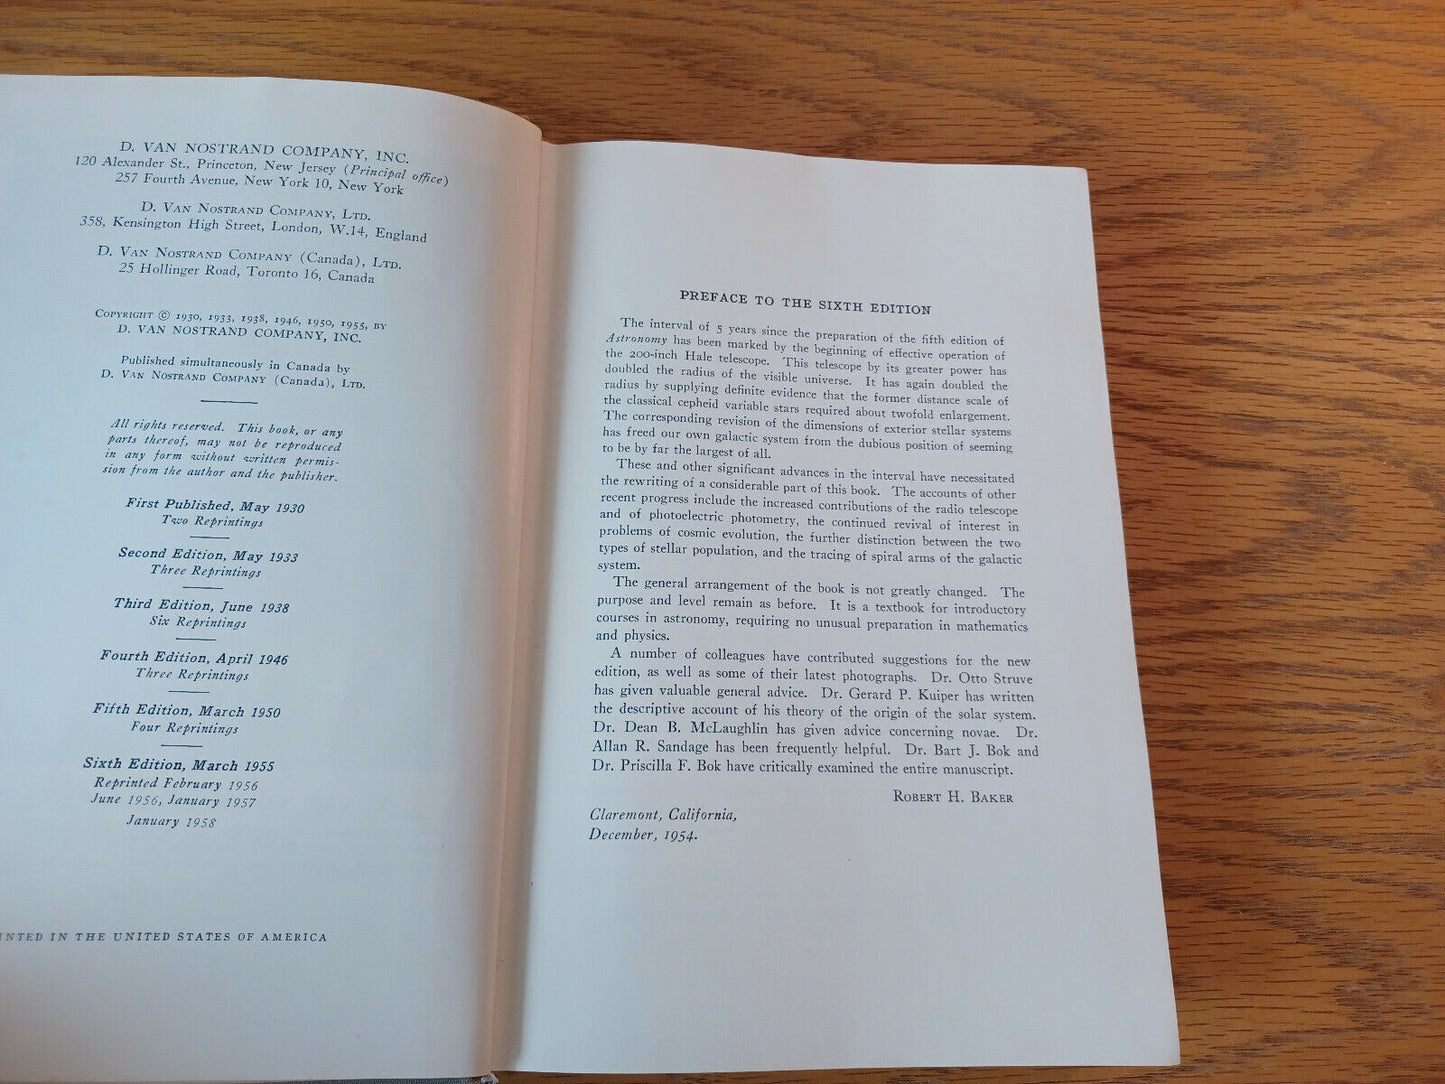 D. VAN NOSTRAND COMPANY, INC.
120 Alexander St., Princeton, New Jersey (Principal office)
257 Fourth Avenue, New York 10, New York
D. VAN NOSTRAND COMPANY, LTD.
358, Kensington High Street, London, W.14, England
D. VAN NOSTRAND COMPANY (Canada), LTD.
25 Hollinger Road, Toronto 16, Canada
COPYRIGHT © 1930, 1933, 1938, 1946, 1950, 1955, BY
D. VAN NOSTRAND COMPANY, INC.
Published simultaneously in Canada by
D. VAN NOSTRAND COMPANY (Canada), LTD.
All rights reserved. This book, or any
parts thereof, may not be reproduced
in any form without written permis-
sion from the author and the publisher.
First Published, May 1930
Two Reprintings
Second Edition, May 1933
Three Reprintings
Third Edition, June 1938
Six Reprintings
Fourth Edition, April 1946
Three Reprintings
Fifth Edition, March 1950
Four Reprintings
Sixth Edition, March 1955
Reprinted February 1956
June 1956, January 1957
January 1958
INTED IN THE UNITED STATES OF AMERICA
PREFACE TO THE SIXTH EDITION
The interval of 5 years since the preparation of the fifth edition of
Astronomy has been marked by the beginning of effective operation of
the 200-inch Hale telescope. This telescope by its greater power has
doubled the radius of the visible universe. It has again doubled the
radius by supplying definite evidence that the former distance scale of
the classical cepheid variable stars required about twofold enlargement.
The corresponding revision of the dimensions of exterior stellar systems
has freed our own galactic system from the dubious position of seeming
to be by far the largest of all.
These and other significant advances in the interval have necessitated
the rewriting of a considerable part of this book. The accounts of other
recent progress include the increased contributions of the radio telescope
and of photoelectric photometry, the continued revival of interest in
problems of cosmic evolution, the further distinction between the two
types of stellar population, and the tracing of spiral arms of the galactic
system.
The general arrangement of the book is not greatly changed. The
purpose and level remain as before. It is a textbook for introductory
courses in astronomy, requiring no unusual preparation in mathematics
and physics.
A number of colleagues have contributed suggestions for the new
edition, as well as some of their latest photographs. Dr. Otto Struve
has given valuable general advice. Dr. Gerard P. Kuiper has written
the descriptive account of his theory of the origin of the solar system.
Dr. Dean B. McLaughlin has given advice concerning novae. Dr.
Allan R. Sandage has been frequently helpful. Dr. Bart J. Bok and
Dr. Priscilla F. Bok have critically examined the entire manuscript.
ROBERT H. BAKER
Claremont, California,
December, 1954.